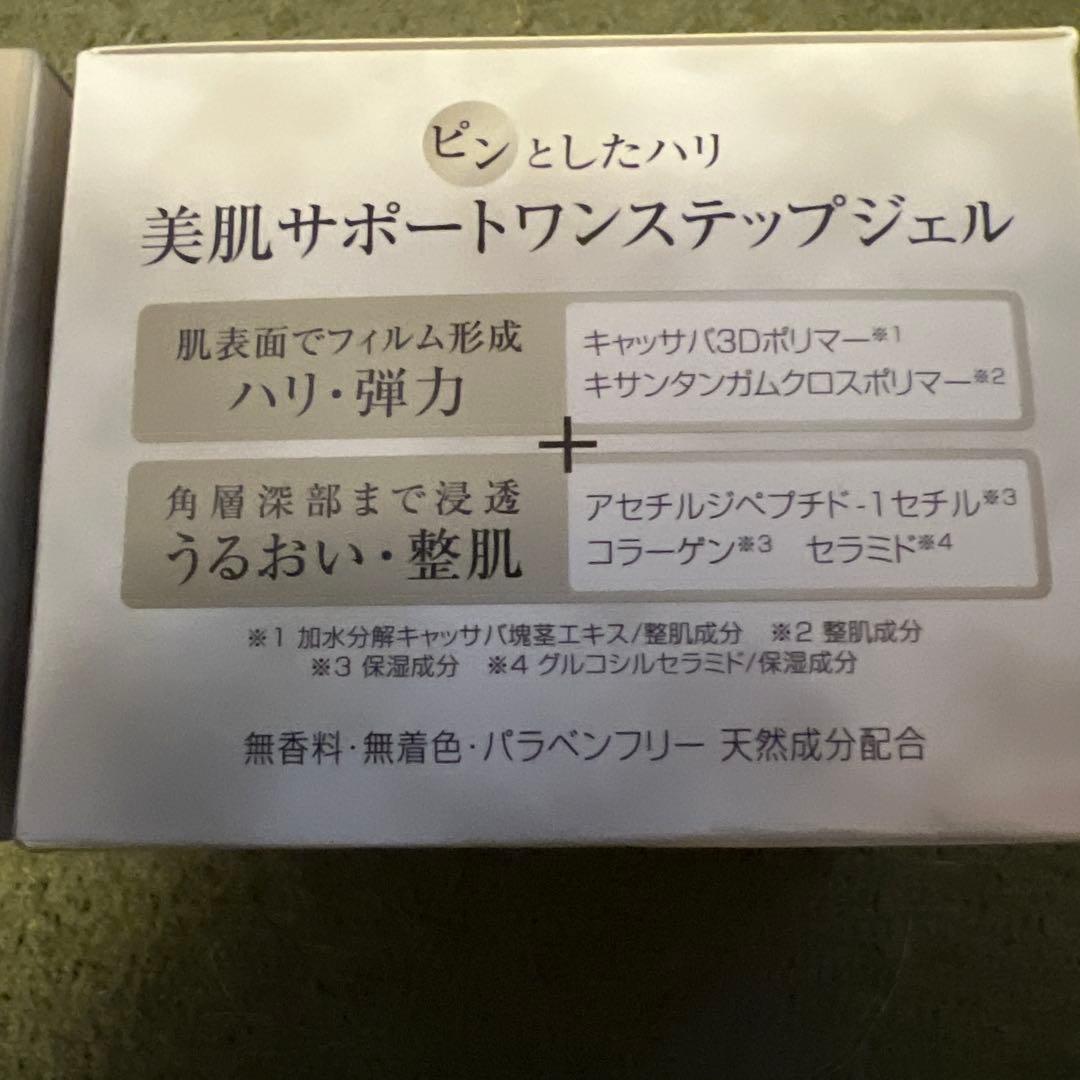 ピンとしたハリ
美肌サポートワンステップジェル
肌表面でフィルム形成
ハリ・弾力
キャッサバ3Dポリマー※1
キサンタンガムクロスポリマー※2
+
角層深部まで浸透
うるおい・整肌
アセチルジペプチド-1セチル※3
コラーゲン※3 セラミド※4
※1 加水分解キャッサバ塊茎エキス/整肌成分 ※2 整肌成分
※3 保湿成分 ※4 グルコシルセラミド/保湿成分
無香料・無着色・パラベンフリー 天然成分配合